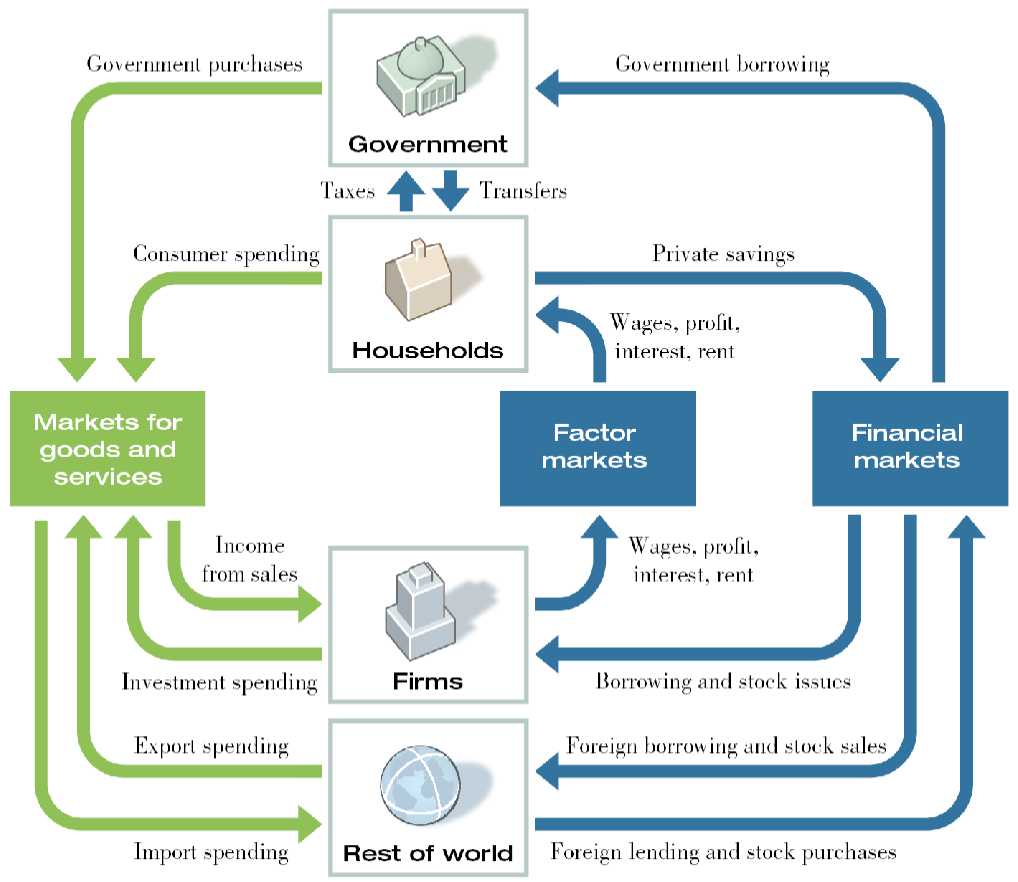 Government purchases
Government borrowing
Government
Taxes
Transfers
Consumer spending
Private savings
Households
Wages, profit,
interest, rent
Markets for
goods and
services
Factor
markets
Financial
markets
Income
from sales
Wages, profit,
interest, rent
Investment spending
Firms
Borrowing and stock issues
Export spending
Foreign borrowing and stock sales
Import spending
Rest of world
Foreign lending and stock purchases